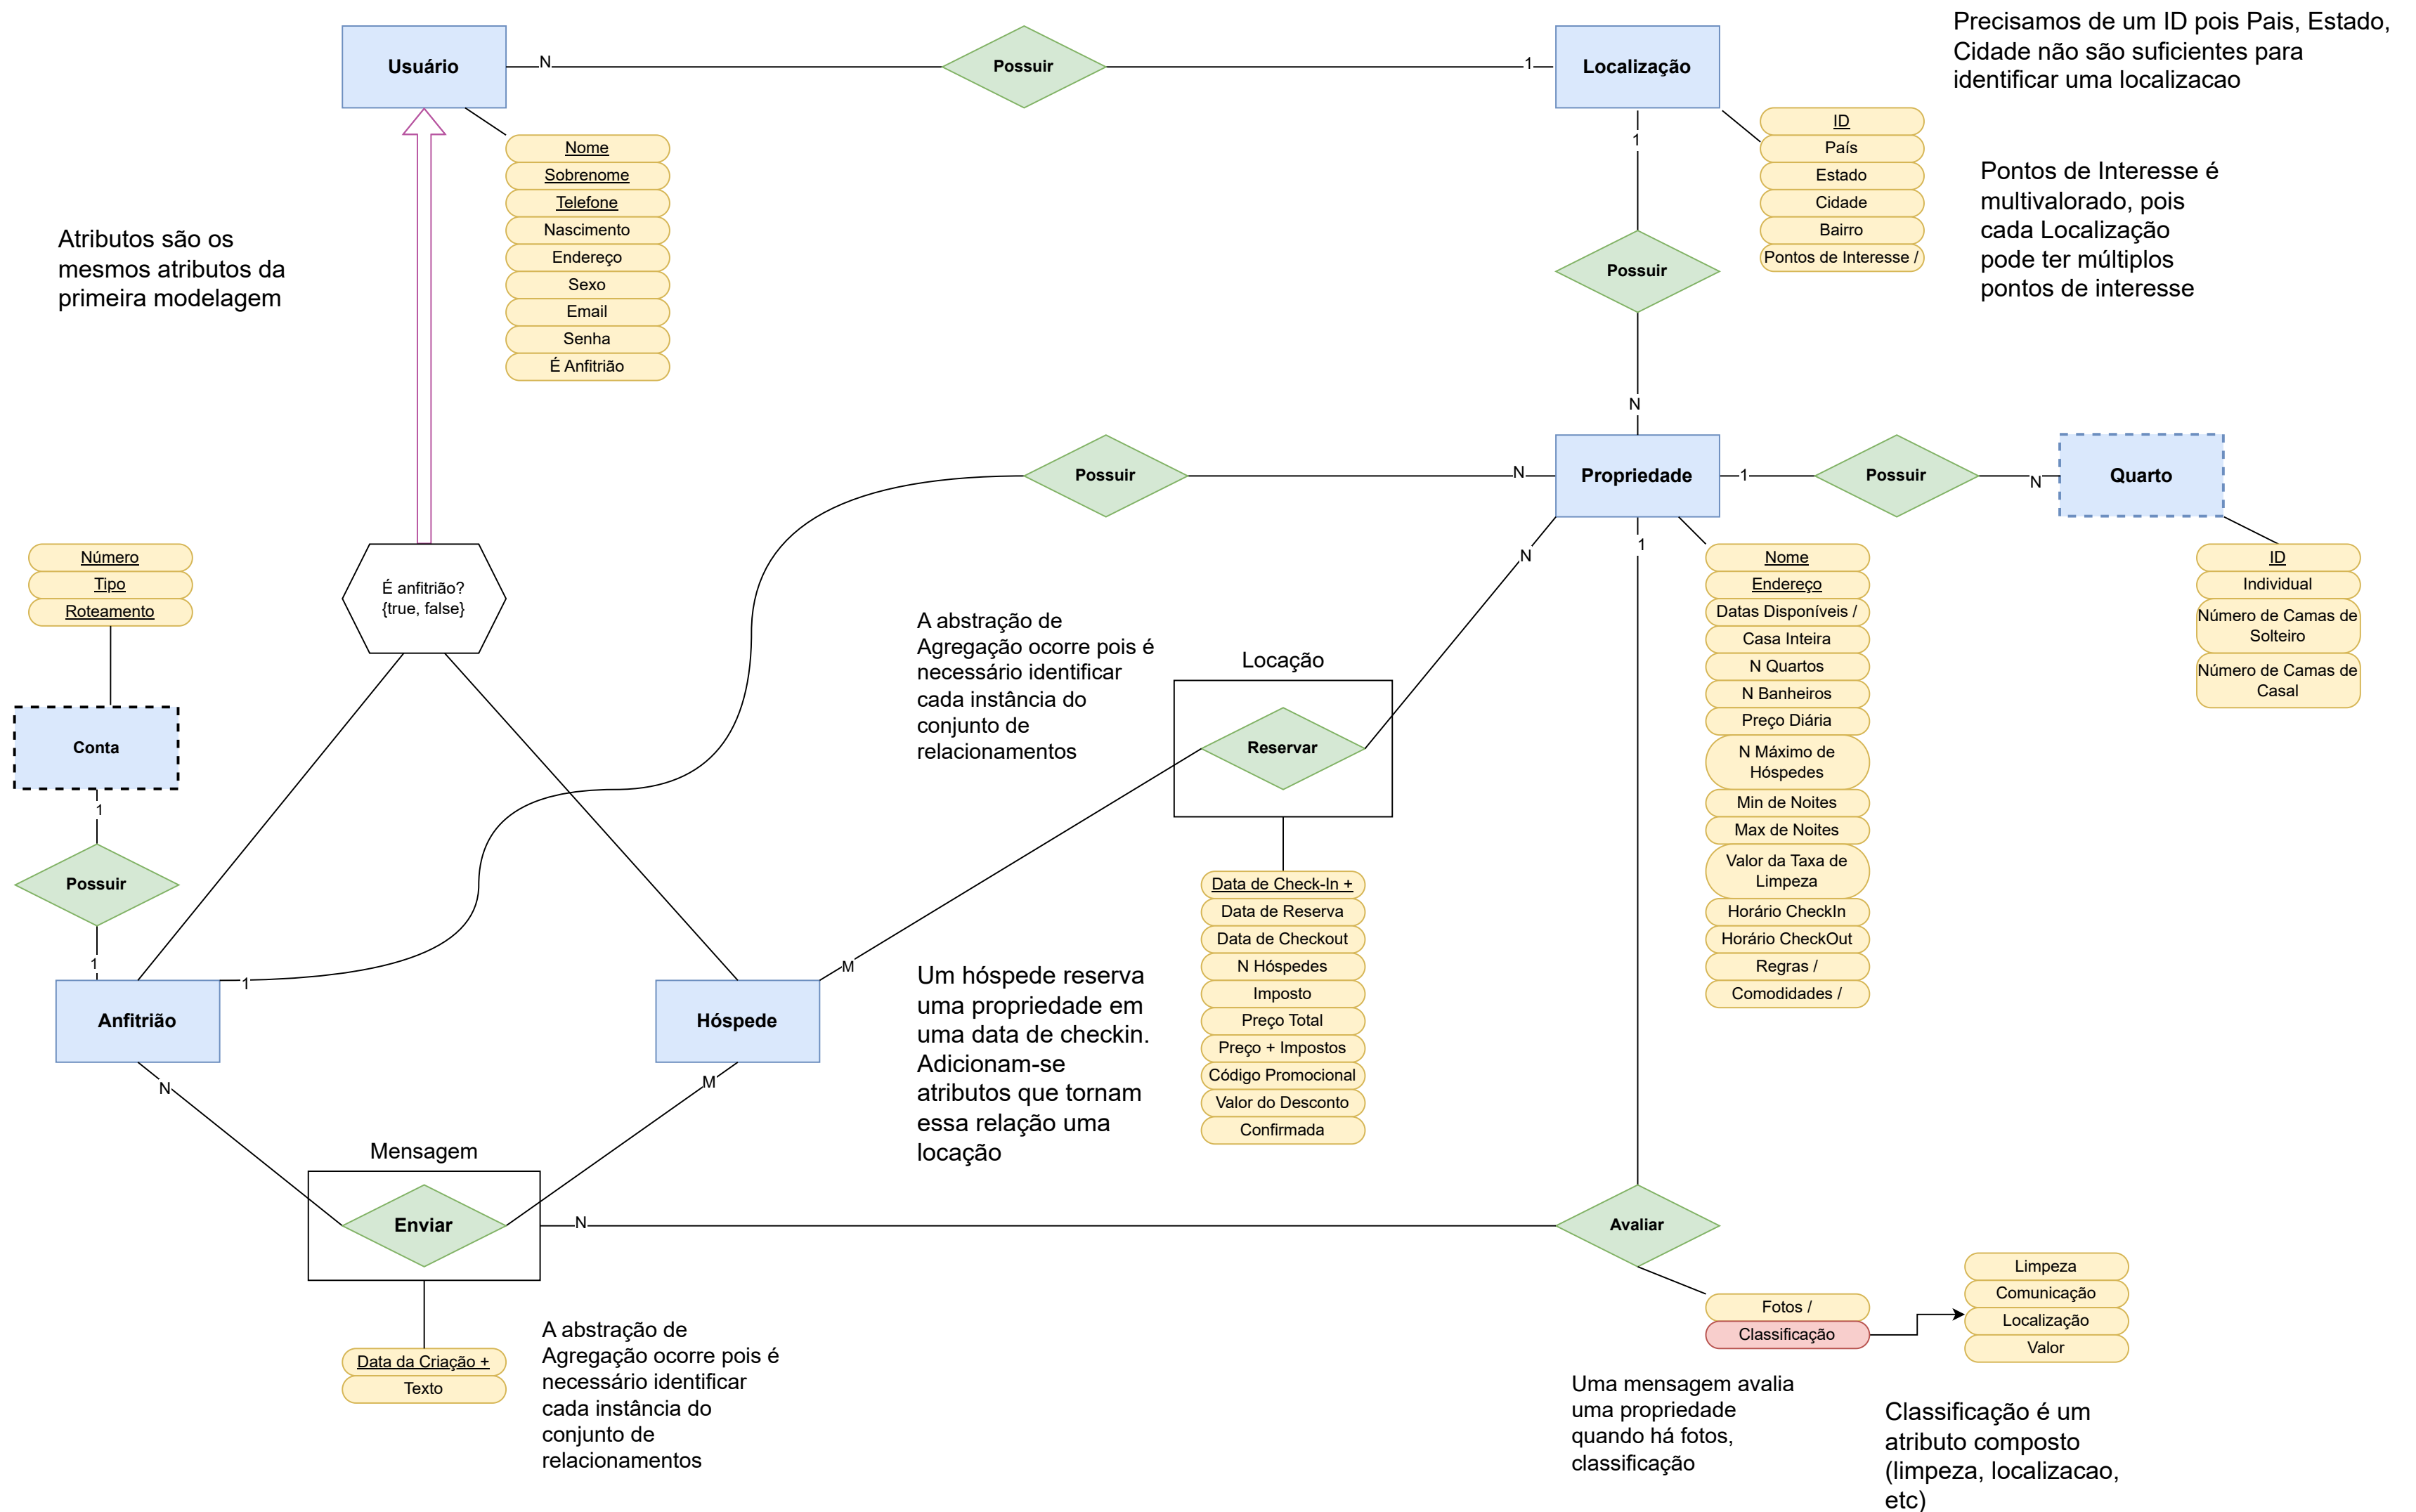 Usuário
N
Possuir
1
Localização
Precisamos de um ID pois Pais, Estado,
Cidade não são suficientes para
identificar uma localizacao
Nome
Sobrenome
Telefone
Nascimento
Endereço
Sexo
Email
Senha
É Anfitrião
ID
País
Estado
Cidade
Bairro
Pontos de Interesse /
Pontos de Interesse é
multivalorado, pois
cada Localização
pode ter múltiplos
pontos de interesse
Atributos são os
mesmos atributos da
primeira modelagem
1
Possuir
N
Possuir
N
Propriedade
1
Possuir
N
Quarto
ID
Individual
Número de Camas de
Solteiro
Número de Camas de
Casal
Número
Tipo
Roteamento
É anfitrião?
{true, false}
Conta
1
Possuir
1
N
1
Nome
Endereço
Datas Disponíveis /
Casa Inteira
N Quartos
N Banheiros
Preço Diária
N Máximo de
Hóspedes
Min de Noites
Max de Noites
Valor da Taxa de
Limpeza
Horário CheckIn
Horário CheckOut
Regras /
Comodidades /
A abstração de
Agregação ocorre pois é
necessário identificar
cada instância do
conjunto de
relacionamentos
Locação
Reservar
Data de Check-In +
Data de Reserva
Data de Checkout
N Hóspedes
Imposto
Preço Total
Preço + Impostos
Código Promocional
Valor do Desconto
Confirmada
M
1
Anfitrião
Hóspede
Um hóspede reserva
uma propriedade em
uma data de checkin.
Adicionam-se
atributos que tornam
essa relação uma
locação
N
M
Mensagem
Enviar
N
Avaliar
Data da Criação +
Texto
A abstração de
Agregação ocorre pois é
necessário identificar
cada instância do
conjunto de
relacionamentos
Fotos /
Classificação
Limpeza
Comunicação
Localização
Valor
Uma mensagem avalia
uma propriedade
quando há fotos,
classificação
Classificação é um
atributo composto
(limpeza, localizacao,
etc)